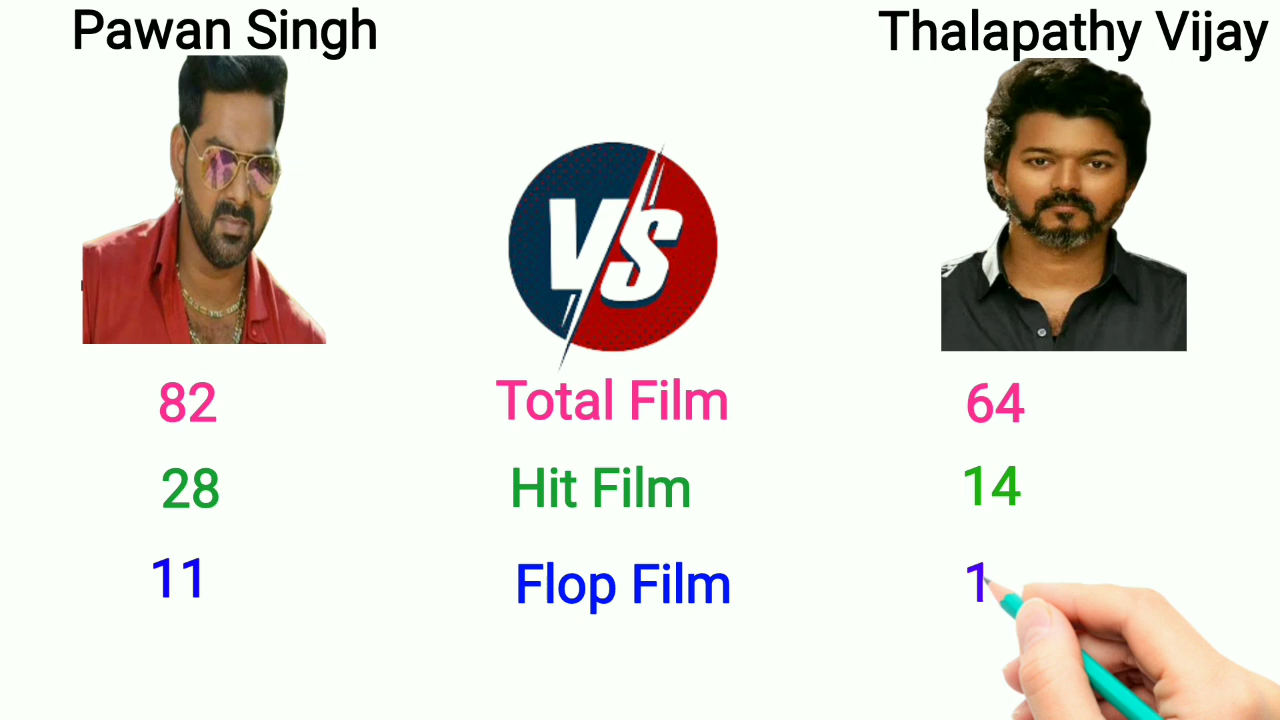 Pawan Singh
Thalapathy Vijay
VS
82 Total Film 64
28 Hit Film 14
11 Flop Film 1